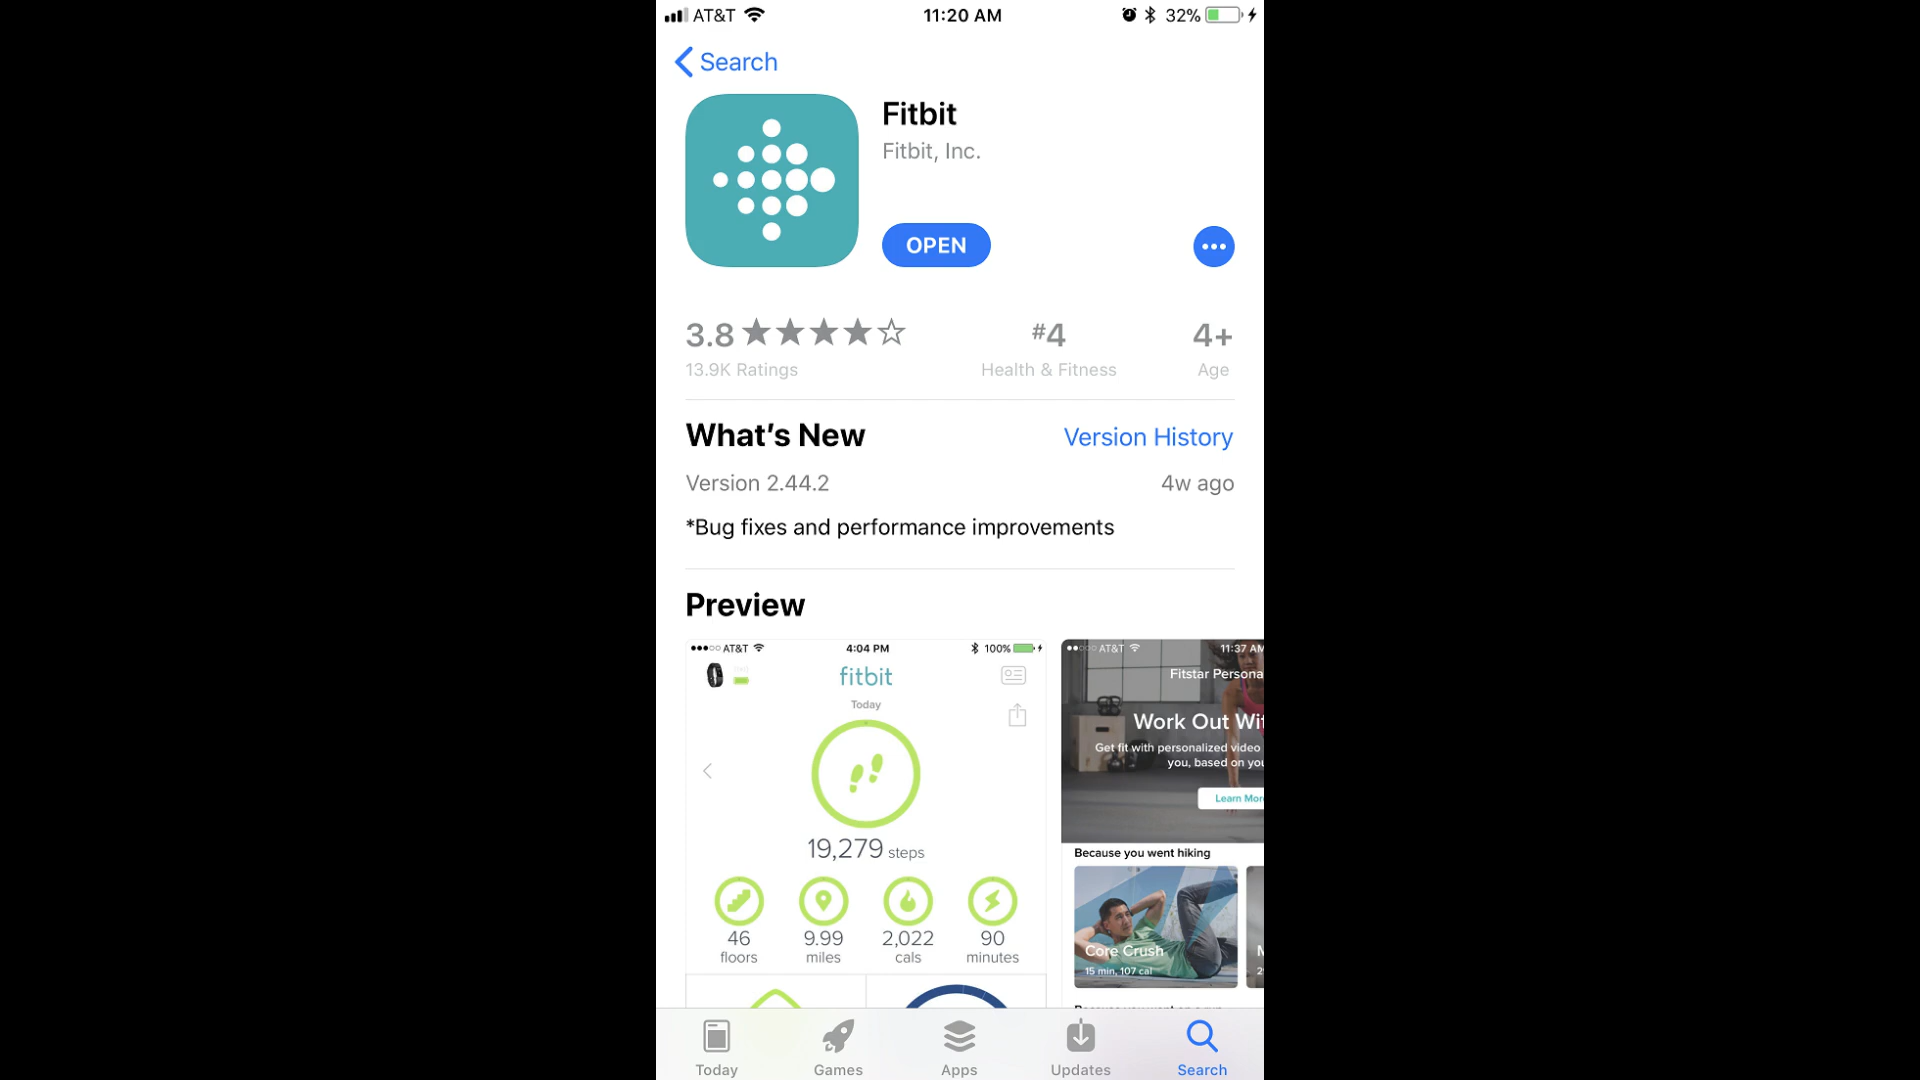 AT&T 11:20 AM 32%
Search
Fitbit
Fitbit, Inc.
OPEN
3.8 #4 4+
13.9K Ratings Health & Fitness Age
What's New Version History
Version 2.44.2 4w ago
*Bug fixes and performance improvements
Preview
AT&T 4:04 PM 100%
fitbit
Today
19,279 steps
46 9.99 2,022 90
floors miles cals minutes
AT&T 11:37 AM
Fitstar Persona
Work Out Wit
Get fit with personalized video
you, based on you
Learn More
Because you went hiking
Core Crush
15 min, 107 cal
Today Games Apps Updates Search